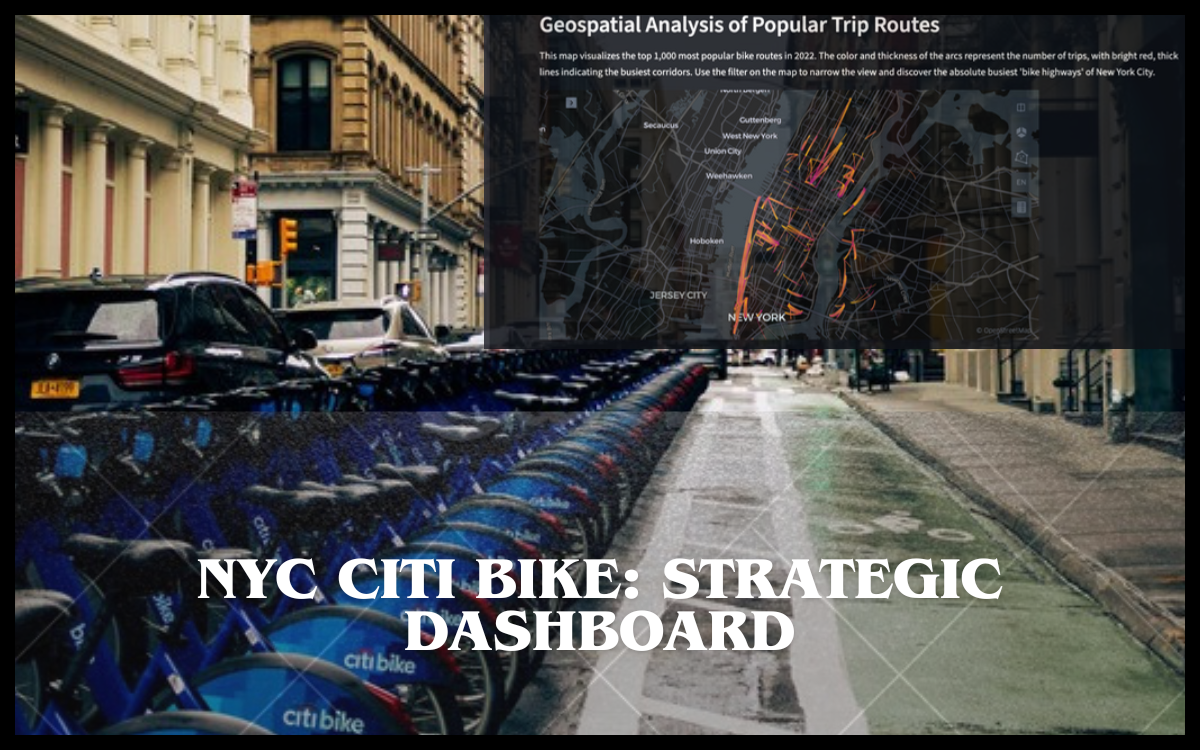 Geospatial Analysis of Popular Trip Routes
This map visualizes the top 1,000 most popular bike routes in 2022. The color and thickness of the arcs represent the number of trips, with bright red, thick
lines indicating the busiest corridors. Use the filter on the map to narrow the view and discover the absolute busiest 'bike highways' of New York City.
North Bergen
Secaucus
Guttenberg
West New York
Union City
Weehawken
EN
Hoboken
JERSEY CITY
NEW YORK
© OpenStreetMap
citi
NYC CITI BIKE: STRATEGIC
DASHBOARD
citi bike
citi bike